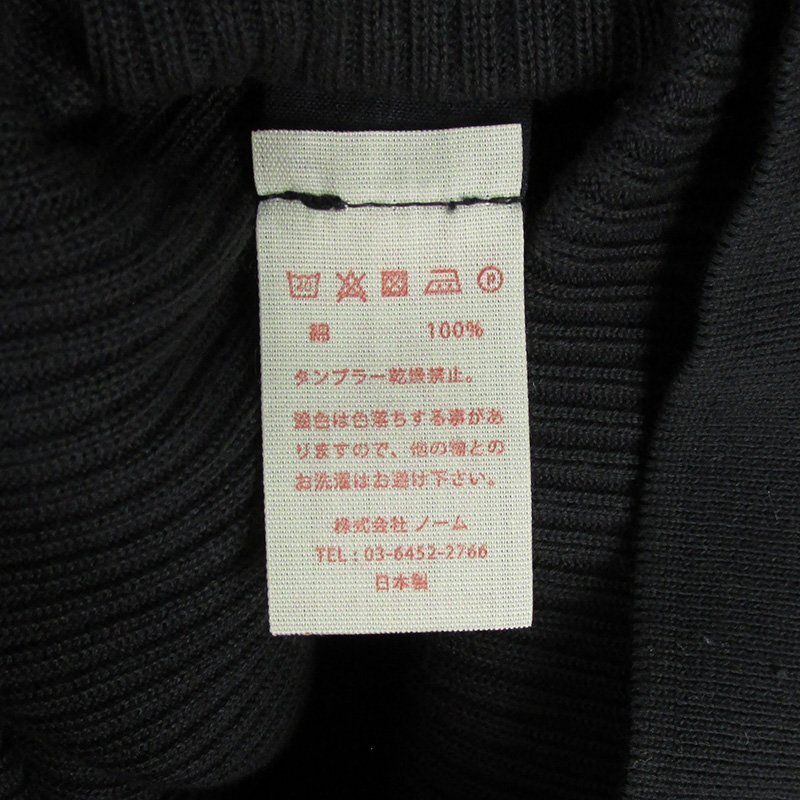 綿 100%
タンブラー乾燥禁止。
濃色は色落ちする事があ
りますので、他の物との
お洗濯はお避け下さい。
株式会社 ノーム
TEL : 03-6452-2766
日本製